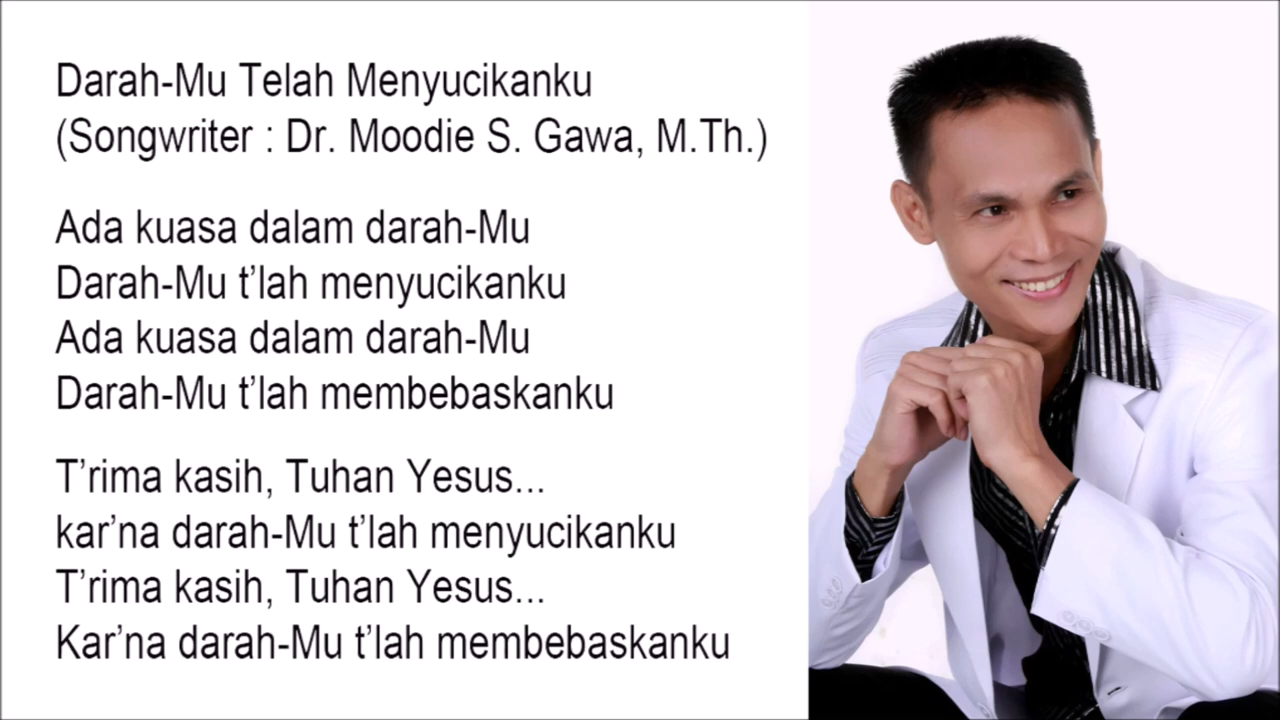 Darah-Mu Telah Menyucikanku
(Songwriter : Dr. Moodie S. Gawa, M.Th.)
Ada kuasa dalam darah-Mu
Darah-Mu t’lah menyucikanku
Ada kuasa dalam darah-Mu
Darah-Mu t’lah membebaskanku
T’rima kasih, Tuhan Yesus...
kar’na darah-Mu t’lah menyucikanku
T’rima kasih, Tuhan Yesus...
Kar’na darah-Mu t’lah membebaskanku